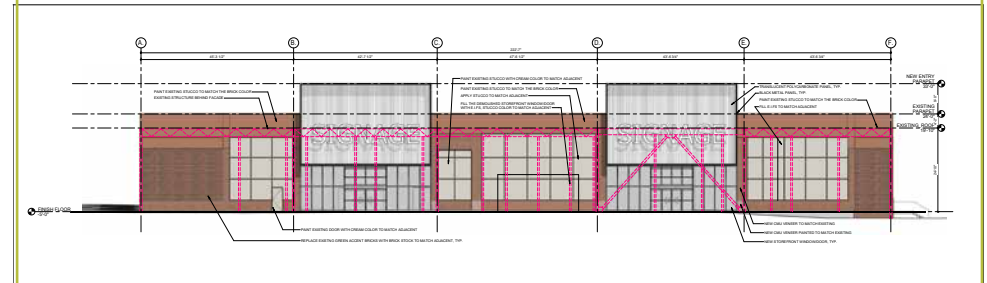 A.
B.
C.
D.
E.
F.
222'-7"
NEW ENTRY
PARAPET
EXISTING
PARAPET
EXISTING ROOF
FINISH FLOOR
PAINT EXISTING STUCCO TO MATCH THE BRICK COLOR
EXISTING STRUCTURE BEHIND FACADE
PAINT EXISTING STUCCO WITH CREAM COLOR TO MATCH ADJACENT
PAINT EXISTING STUCCO TO MATCH THE BRICK COLOR
APPLY STUCCO TO MATCH ADJACENT
FILL THE DEMOLISHED STOREFRONT WINDOW/DOOR
WITH E.I.F.S. STUCCO COLOR TO MATCH ADJACENT
TRANSLUCENT POLYCARBONATE PANEL, TYP.
BLACK METAL PANEL, TYP.
PAINT EXISTING STUCCO TO MATCH THE BRICK COLOR
SIGNAGE
SIGNAGE
PAINT EXISTING DOOR WITH CREAM COLOR TO MATCH ADJACENT
REPLACE EXISTING GREEN ACCENT BRICKS WITH BRICK STOCK TO MATCH ADJACENT, TYP.
NEW CMU VENEER TO MATCH EXISTING
NEW CMU VENEER PAINTED TO MATCH EXISTING
NEW STOREFRONT WINDOW/DOOR, TYP.